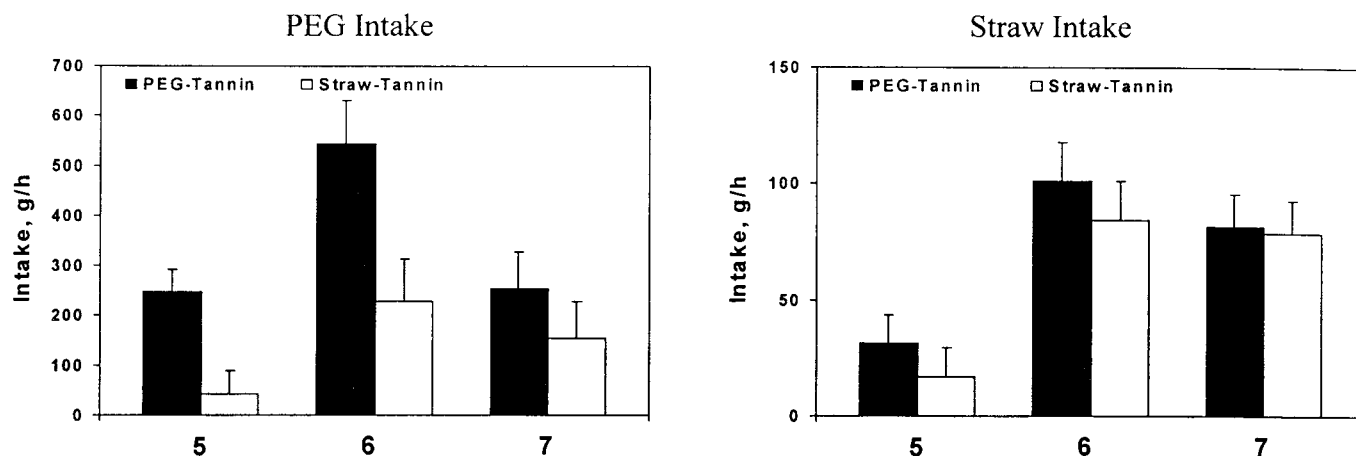 PEG Intake
PEG-Tannin Straw-Tannin
Intake, g/h
700
600
500
400
300
200
100
0
5 6 7
Straw Intake
PEG-Tannin Straw-Tannin
Intake, g/h
150
100
50
0
5 6 7